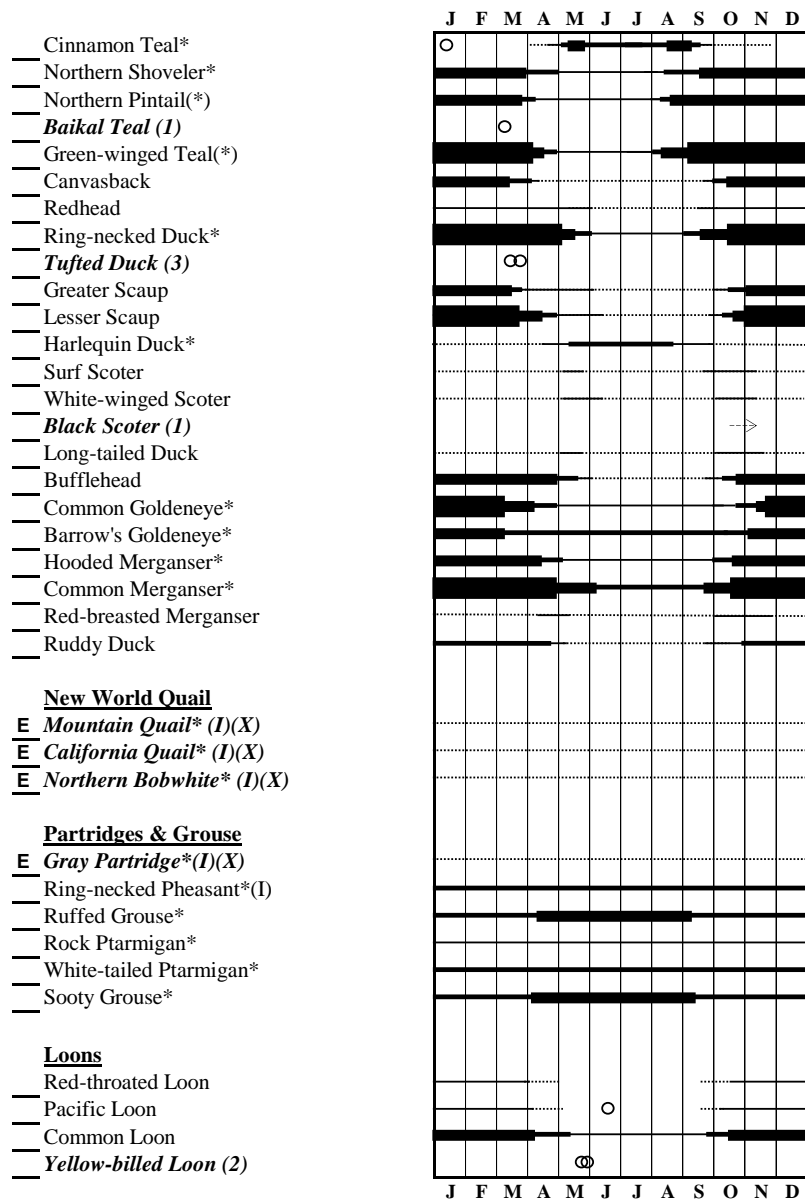 J F M A M J J A S O N D
Cinnamon Teal*
Northern Shoveler*
Northern Pintail(*)
Baikal Teal (1)
Green-winged Teal(*)
Canvasback
Redhead
Ring-necked Duck*
Tufted Duck (3)
Greater Scaup
Lesser Scaup
Harlequin Duck*
Surf Scoter
White-winged Scoter
Black Scoter (1)
Long-tailed Duck
Bufflehead
Common Goldeneye*
Barrow's Goldeneye*
Hooded Merganser*
Common Merganser*
Red-breasted Merganser
Ruddy Duck
New World Quail
E Mountain Quail* (I)(X)
E California Quail* (I)(X)
E Northern Bobwhite* (I)(X)
Partridges & Grouse
E Gray Partridge*(I)(X)
Ring-necked Pheasant*(I)
Ruffed Grouse*
Rock Ptarmigan*
White-tailed Ptarmigan*
Sooty Grouse*
Loons
Red-throated Loon
Pacific Loon
Common Loon
Yellow-billed Loon (2)
J F M A M J J A S O N D